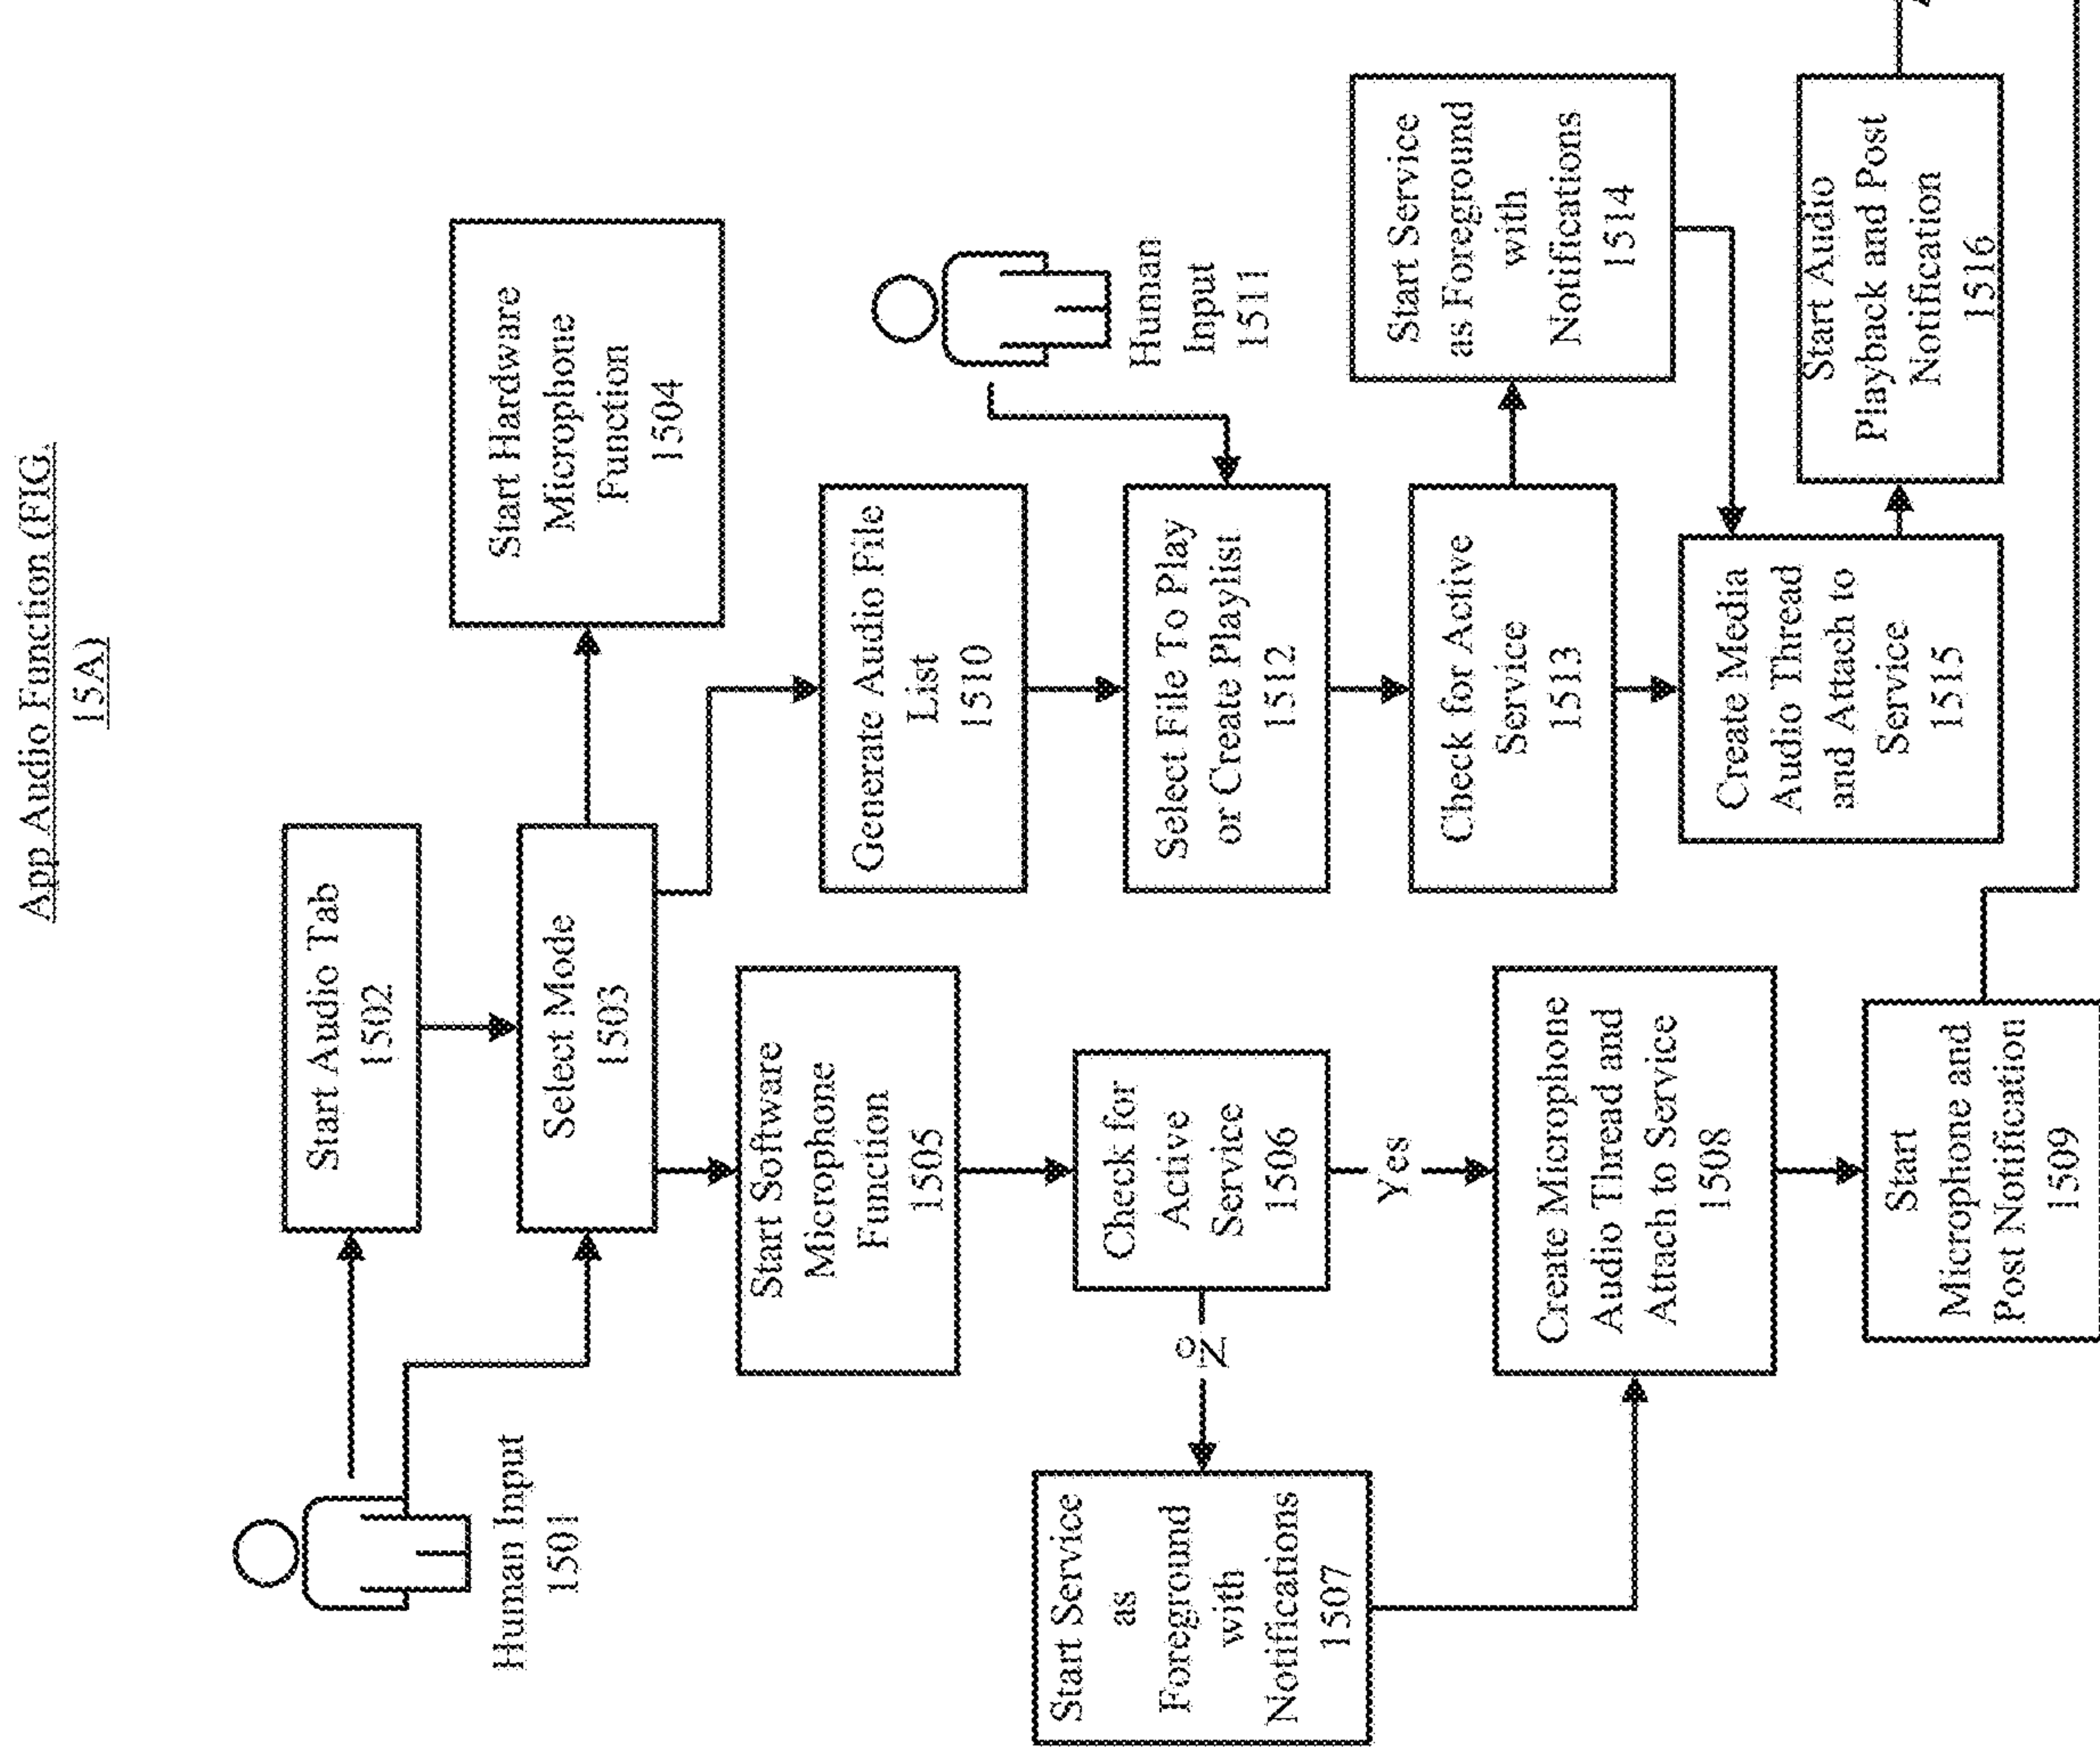 App Audio Function (FIG.
15A)
Human Input
1501
Start Audio Tab
1502
Select Mode
1503
Start Hardware
Microphone
Function
1504
Start Software
Microphone
Function
1505
Check for
Active
Service
1506
No
Yes
Start Service
as
Foreground
with
Notifications
1507
Create Microphone
Audio Thread and
Attach to Service
1508
Start
Microphone and
Post Notification
1509
Generate Audio File
List
1510
Human
Input
1511
Select File To Play
or Create Playlist
1512
Check for Active
Service
1513
Start Service
as Foreground
with
Notifications
1514
Create Media
Audio Thread
and Attach to
Service
1515
Start Audio
Playback and Post
Notification
1516